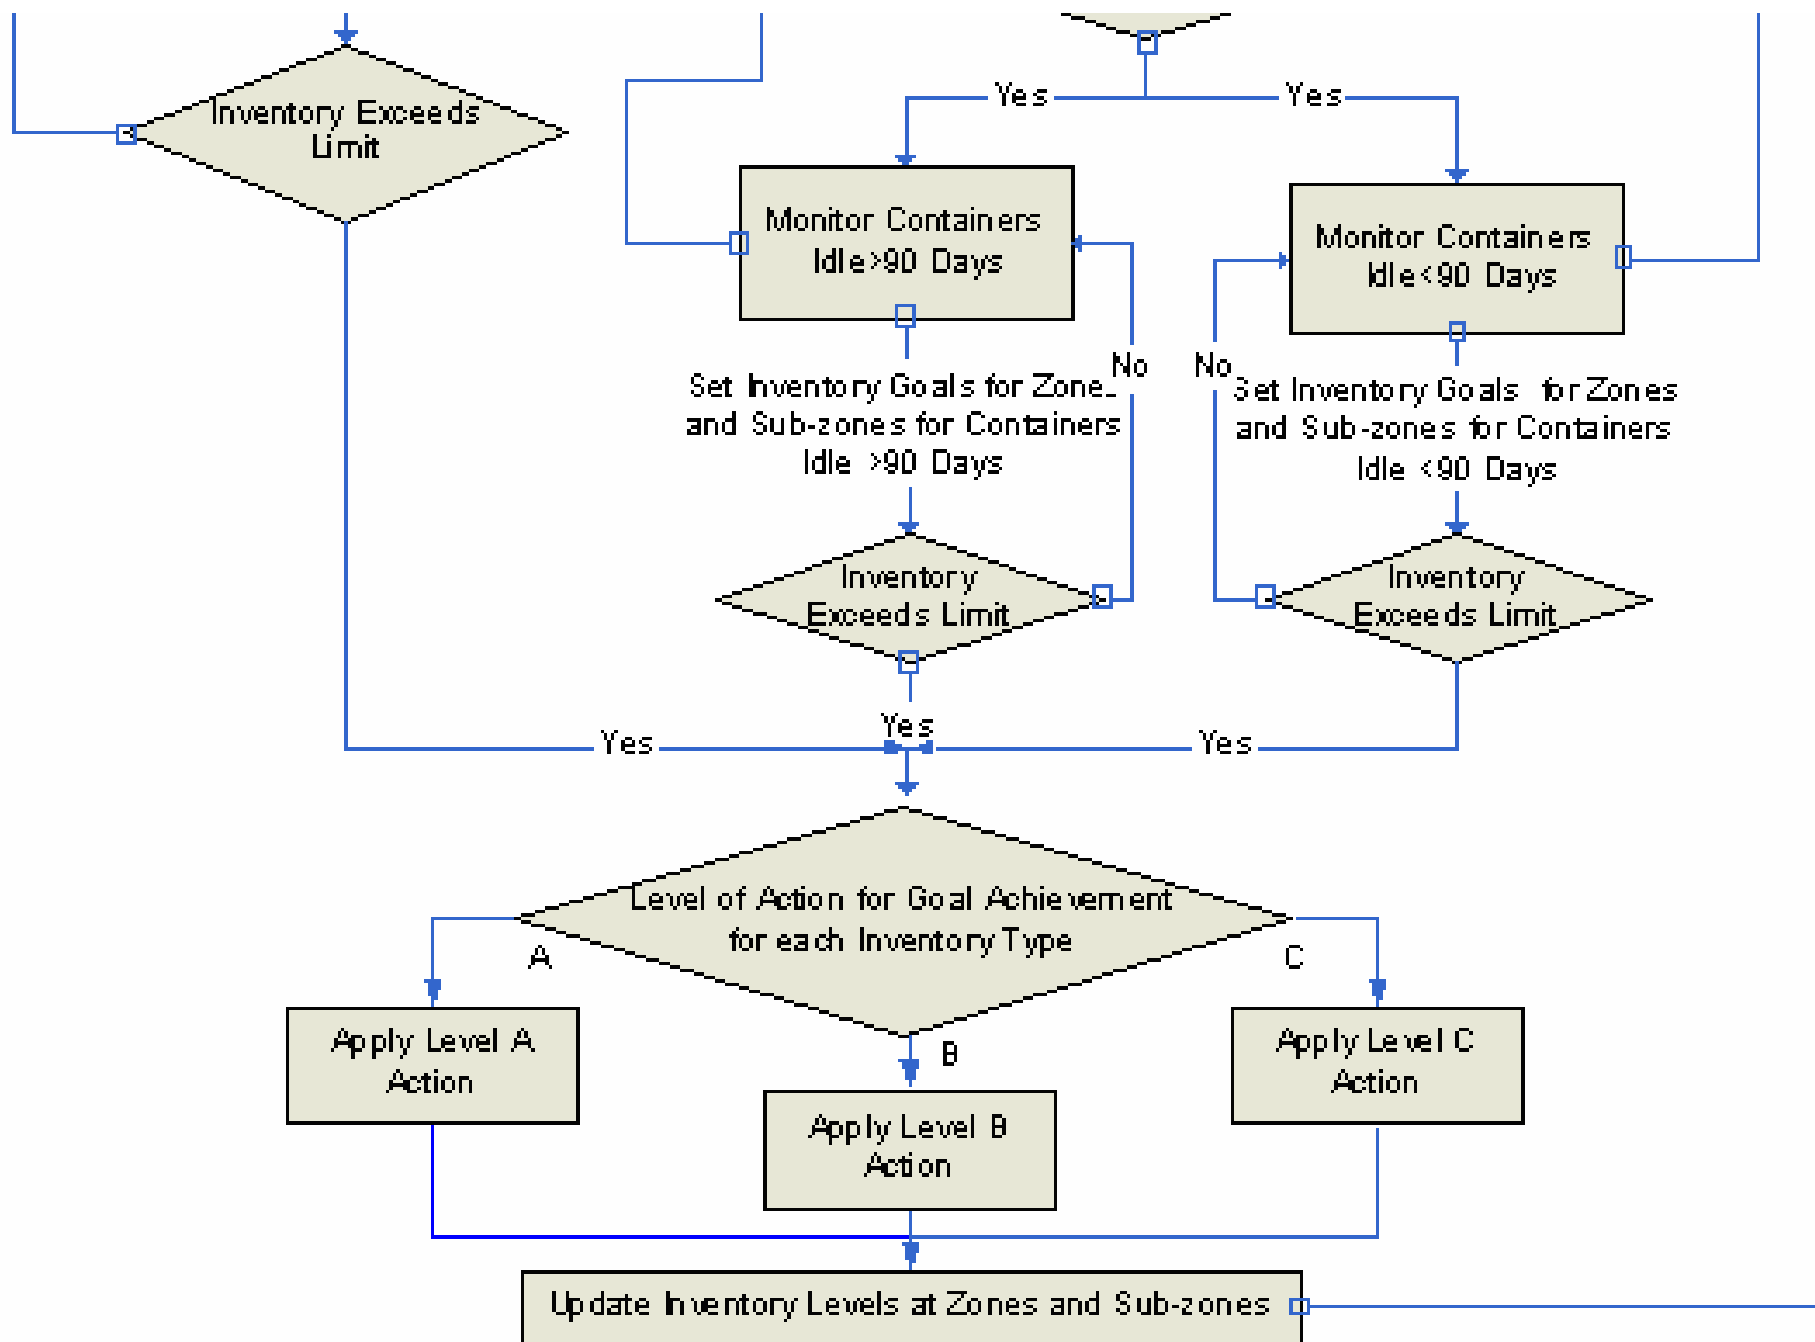 Inventory Exceeds
Limit
Yes
Yes
Monitor Containers
Idle>90 Days
Monitor Containers
Idle<90 Days
No
No
Set Inventory Goals for Zones
and Sub-zones for Containers
Idle >90 Days
Set Inventory Goals for Zones
and Sub-zones for Containers
Idle <90 Days
Inventory
Exceeds Limit
Inventory
Exceeds Limit
Yes
Yes
Yes
Level of Action for Goal Achievement
for each Inventory Type
A
C
B
Apply Level A
Action
Apply Level B
Action
Apply Level C
Action
Update Inventory Levels at Zones and Sub-zones